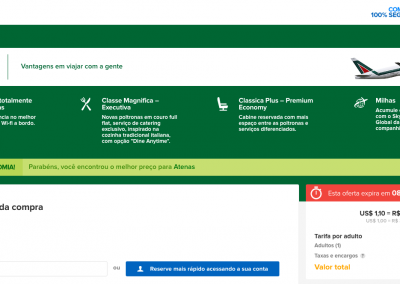 100% SEG
Vantagens em viajar com a gente
totalmente
Classe Magnifica –
Executiva
Classica Plus – Premium
Economy
Milhas
no melhor
Wi-fi a bordo.
Novas poltronas em couro full
flat, serviço de catering
exclusivo, inspirado na
cozinha tradicional italiana,
com opção "Dine Anytime".
Cabine reservada com mais
espaço entre as poltronas e
serviços diferenciados.
Acumule
com o Sky
Global da
companhi
OMIA!
Parabéns, você encontrou o melhor preço para Atenas
da compra
Esta oferta expira em 08
US$ 1,10 = R$
US$ 1,00 = R$
Tarifa por adulto
Adultos (1)
Taxas e encargos ?
Valor total
ou
Reserve mais rápido acessando a sua conta